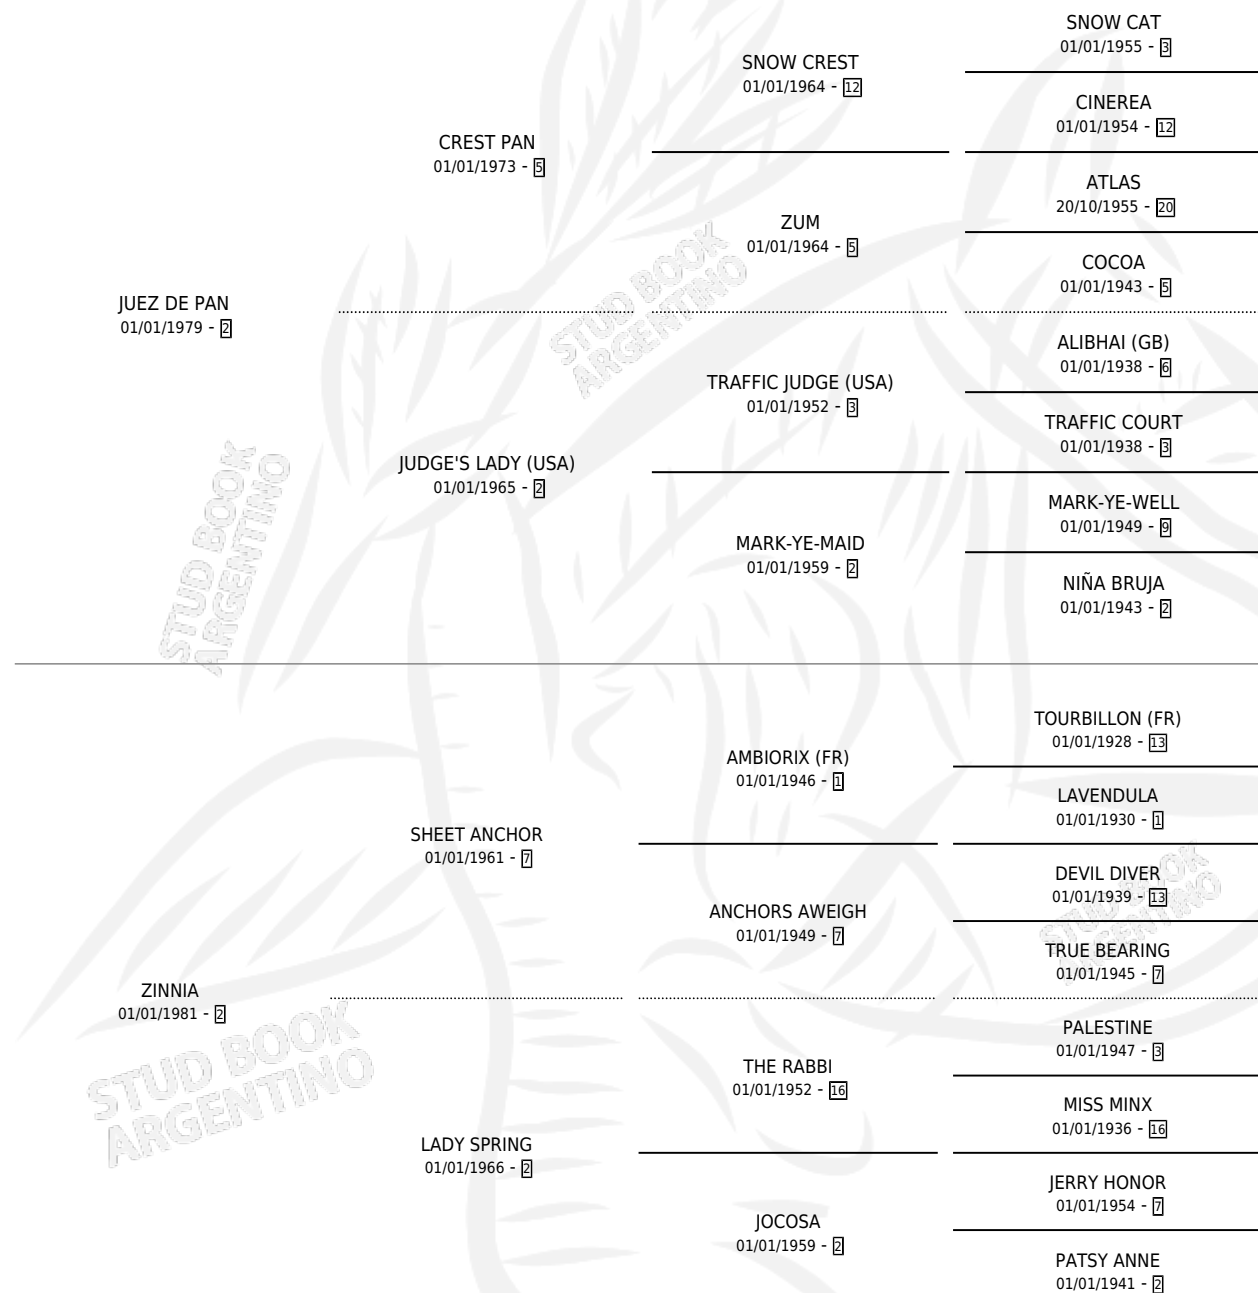 SNOW CAT
01/01/1955 - 3
SNOW CREST
01/01/1964 - 12
CINEREA
01/01/1954 - 12
CREST PAN
01/01/1973 - 5
ATLAS
20/10/1955 - 20
ZUM
01/01/1964 - 5
COCOA
01/01/1943 - 5
JUEZ DE PAN
01/01/1979 - 2
ALIBHAI (GB)
01/01/1938 - 6
TRAFFIC JUDGE (USA)
01/01/1952 - 3
TRAFFIC COURT
01/01/1938 - 3
JUDGE'S LADY (USA)
01/01/1965 - 2
MARK-YE-WELL
01/01/1949 - 9
MARK-YE-MAID
01/01/1959 - 2
NIÑA BRUJA
01/01/1943 - 2
STUD BOOK
ARGENTINO
STUD BOOK
ARGENTINO
TOURBILLON (FR)
01/01/1928 - 13
AMBIORIX (FR)
01/01/1946 - 1
LAVENDULA
01/01/1930 - 1
SHEET ANCHOR
01/01/1961 - 7
DEVIL DIVER
01/01/1939 - 13
ANCHORS AWEIGH
01/01/1949 - 7
TRUE BEARING
01/01/1945 - 7
ZINNIA
01/01/1981 - 2
PALESTINE
01/01/1947 - 3
THE RABBI
01/01/1952 - 16
MISS MINX
01/01/1936 - 16
LADY SPRING
01/01/1966 - 2
JERRY HONOR
01/01/1954 - 7
JOCOSA
01/01/1959 - 2
PATSY ANNE
01/01/1941 - 2
STUD BOOK
ARGENTINO
STUD BOOK
ARGENTINO